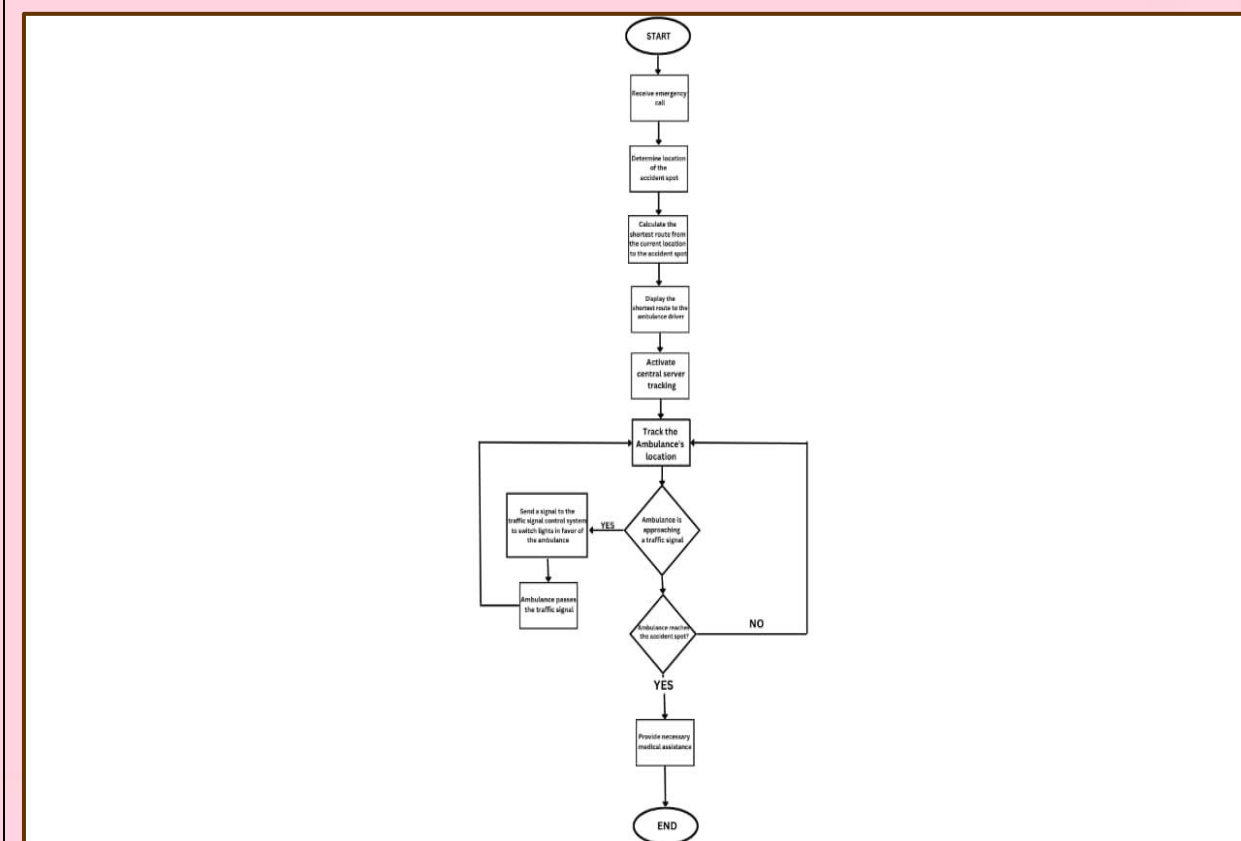 START
Receive emergency
call
Determine location
of the
accident spot
Calculate the
shortest route from
the current location
to the accident spot
Display the
shortest route to the
ambulance driver
Activate
central server
tracking
Track the
Ambulance's
location
Ambulance is
approaching
a traffic signal
YES
Send a signal to the
traffic signal control system
to switch lights in favor of
the ambulance
Ambulance passes
the traffic signal
Ambulance reaches
the accident spot?
NO
YES
Provide necessary
medical assistance
END